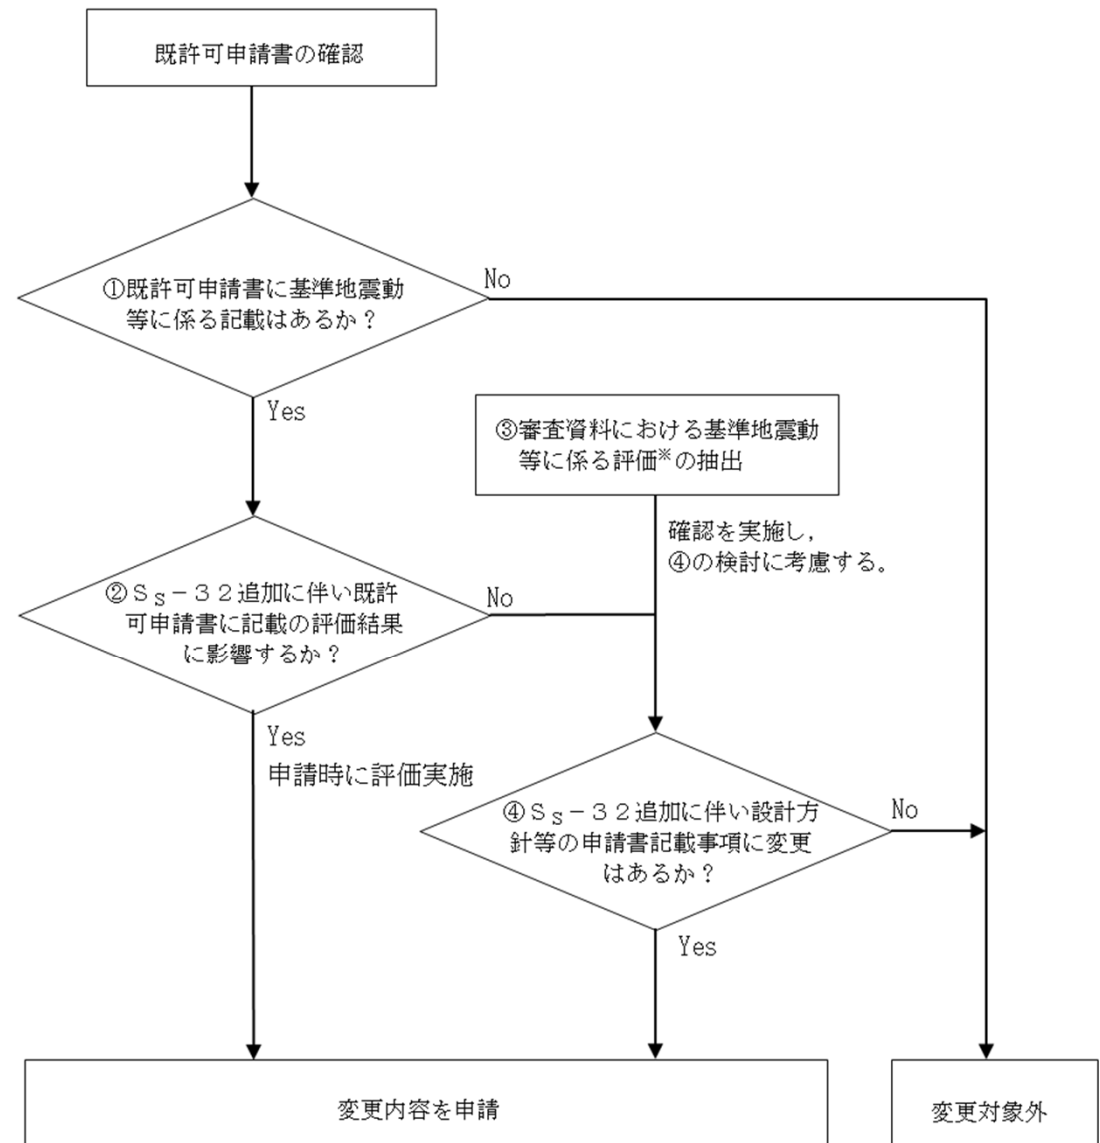 既許可申請書の確認
①既許可申請書に基準地震動
等に係る記載はあるか？
No
Yes
③審査資料における基準地震動
等に係る評価※の抽出
確認を実施し，
④の検討に考慮する。
②ＳS－３２追加に伴い既許
可申請書に記載の評価結果
に影響するか？
No
Yes
申請時に評価実施
④ＳS－３２追加に伴い設計方
針等の申請書記載事項に変更
はあるか？
No
Yes
変更内容を申請
変更対象外